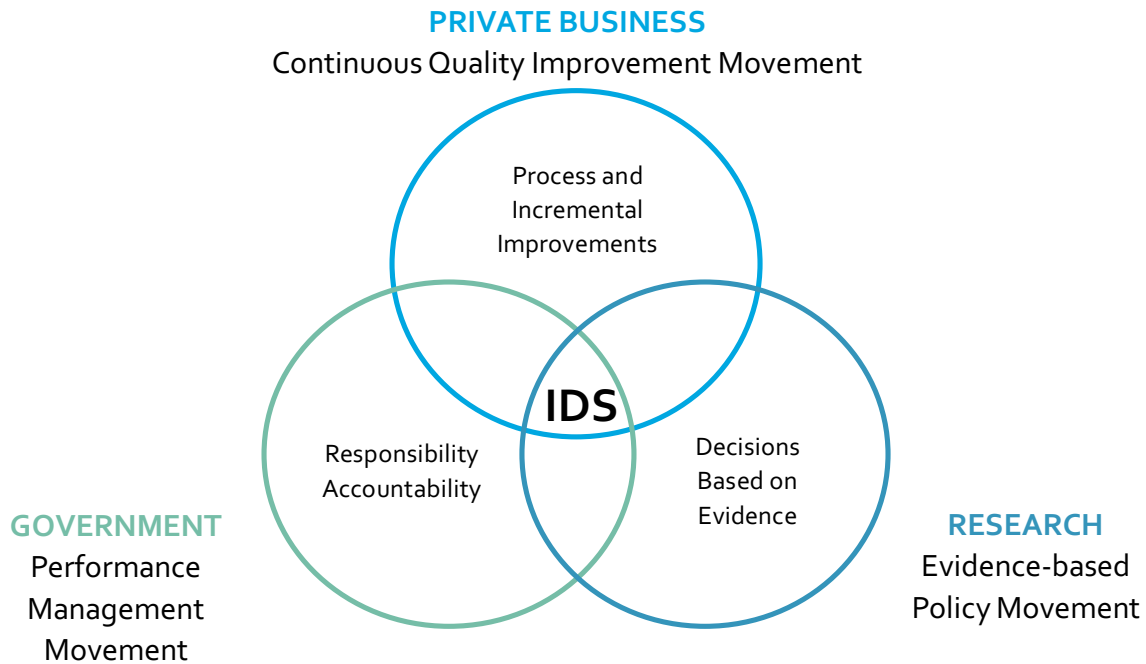 PRIVATE BUSINESS
Continuous Quality Improvement Movement
Process and
Incremental
Improvements
IDS
Responsibility
Accountability
Decisions
Based on
Evidence
GOVERNMENT
Performance
Management
Movement
RESEARCH
Evidence-based
Policy Movement